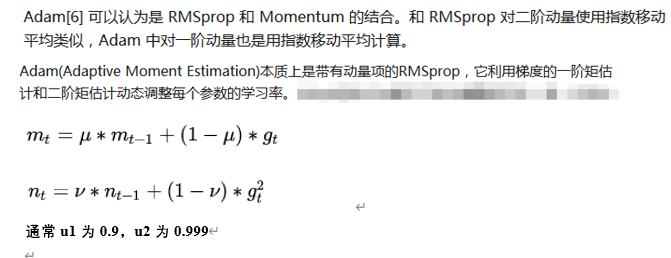 Adam[6] 可以认为是 RMSprop 和 Momentum 的结合。和 RMSprop 对二阶动量使用指数移动
平均类似，Adam 中对一阶动量也是用指数移动平均计算。
Adam(Adaptive Moment Estimation)本质上是带有动量项的RMSprop，它利用梯度的一阶矩估
计和二阶矩估计动态调整每个参数的学习率。
m_t = μ * m_{t−1} + (1 − μ) * g_t
n_t = ν * n_{t−1} + (1 − ν) * g_t^2
通常 u1 为 0.9，u2 为 0.999